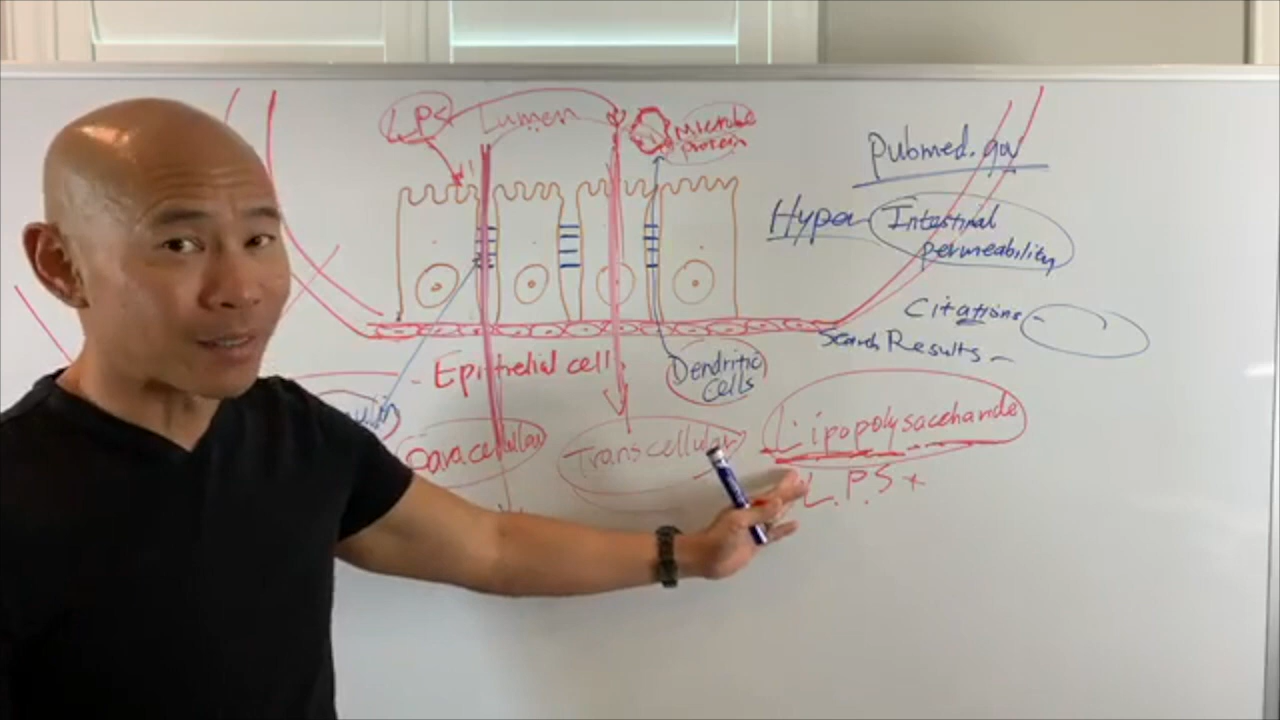 LPS
Lumen
Microbe
protein
Pubmed.gov
Hyper Intestinal
permeability
Citations -
Search Results -
Epithelial cell
Dendritic
cells
Paracellular
Transcellular
Lipopolysaccharide
L.P.S